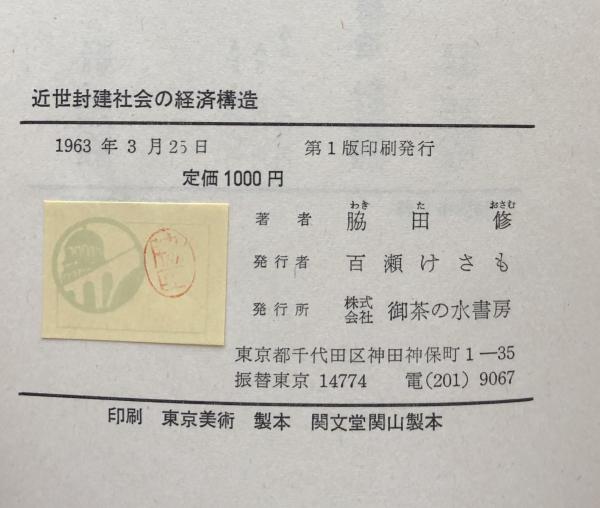 近世封建社会の経済構造
1963 年 3 月 25 日 第 1 版印刷発行
定価 1000 円
わき た おさむ
著者 脇田 修
発行者 百瀬けさも
発行所 株式会社 御茶の水書房
東京都千代田区神田神保町 1―35
振替東京 14774 電(201) 9067
印刷 東京美術 製本 関文堂関山製本